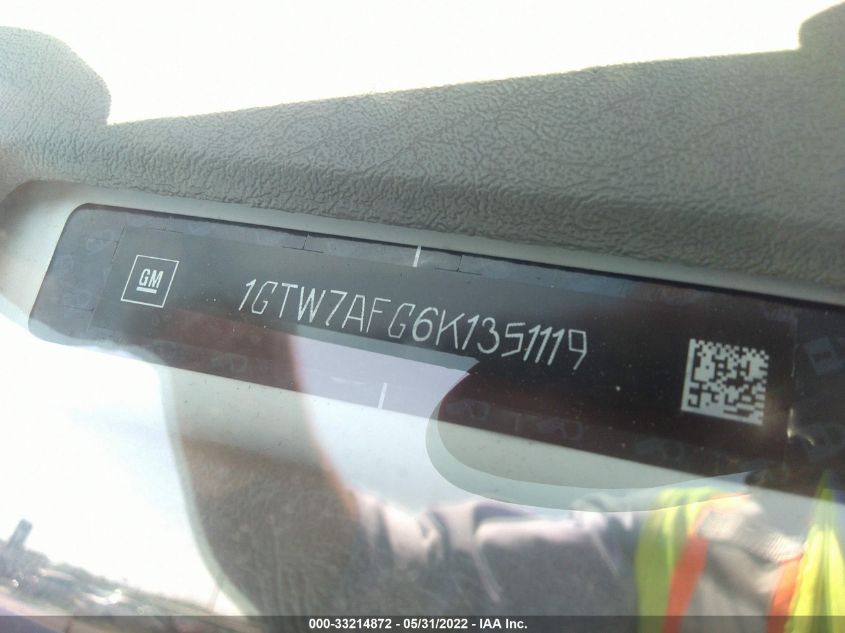 GM
1GTW7AFG6K1351119
000-33214872 - 05/31/2022 - IAA Inc.